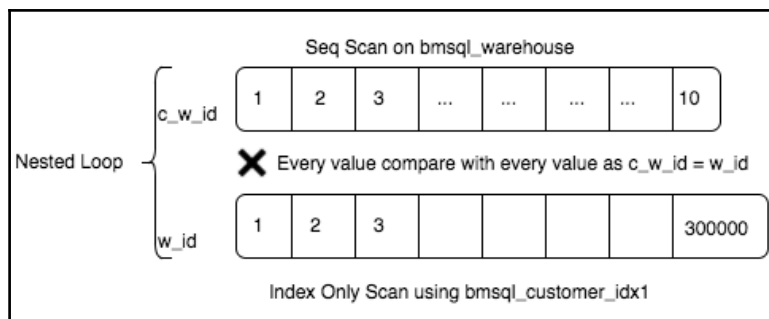 Seq Scan on bmsql_warehouse
c_w_id
1 2 3 ... ... ... ... 10
Nested Loop
Every value compare with every value as c_w_id = w_id
w_id
1 2 3 300000
Index Only Scan using bmsql_customer_idx1